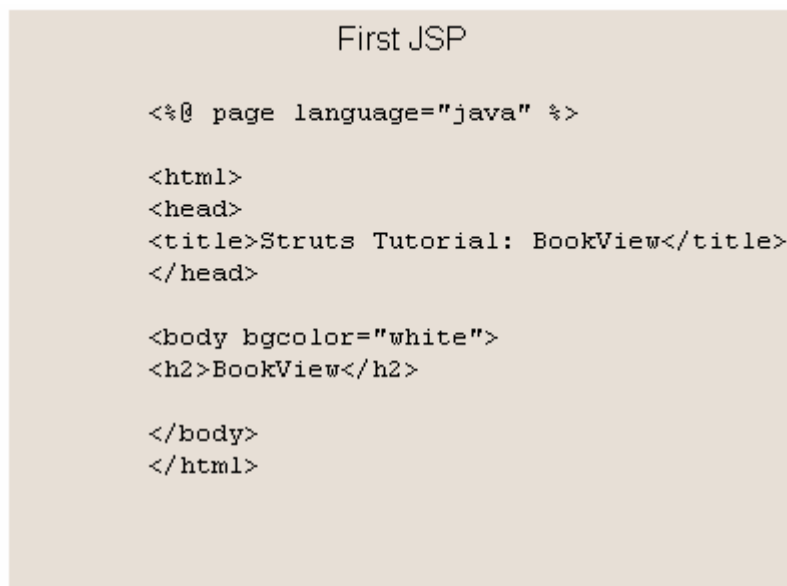 First JSP
<%@ page language="java" %>
<html>
<head>
<title>Struts Tutorial: BookView</title>
</head>
<body bgcolor="white">
<h2>BookView</h2>
</body>
</html>